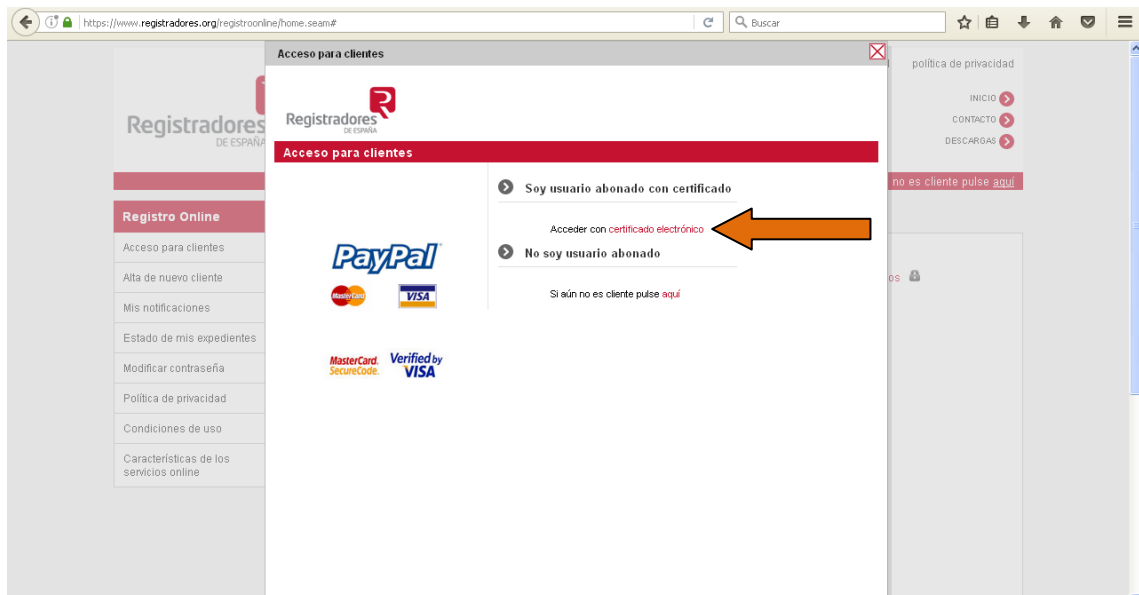 https://www.registradores.org/registroonline/home.seam#
Buscar
Acceso para clientes
política de privacidad
INICIO
CONTACTO
DESCARGAS
Registradores
DE ESPAÑA
Registradores
DE ESPAÑA
Acceso para clientes
no es cliente pulse aquí
Soy usuario abonado con certificado
Acceder con certificado electrónico
No soy usuario abonado
Si aún no es cliente pulse aquí
PayPal
MasterCard
VISA
MasterCard.
SecureCode.
Verified by
VISA
Registro Online
Acceso para clientes
Alta de nuevo cliente
Mis notificaciones
Estado de mis expedientes
Modificar contraseña
Política de privacidad
Condiciones de uso
Características de los
servicios online
os